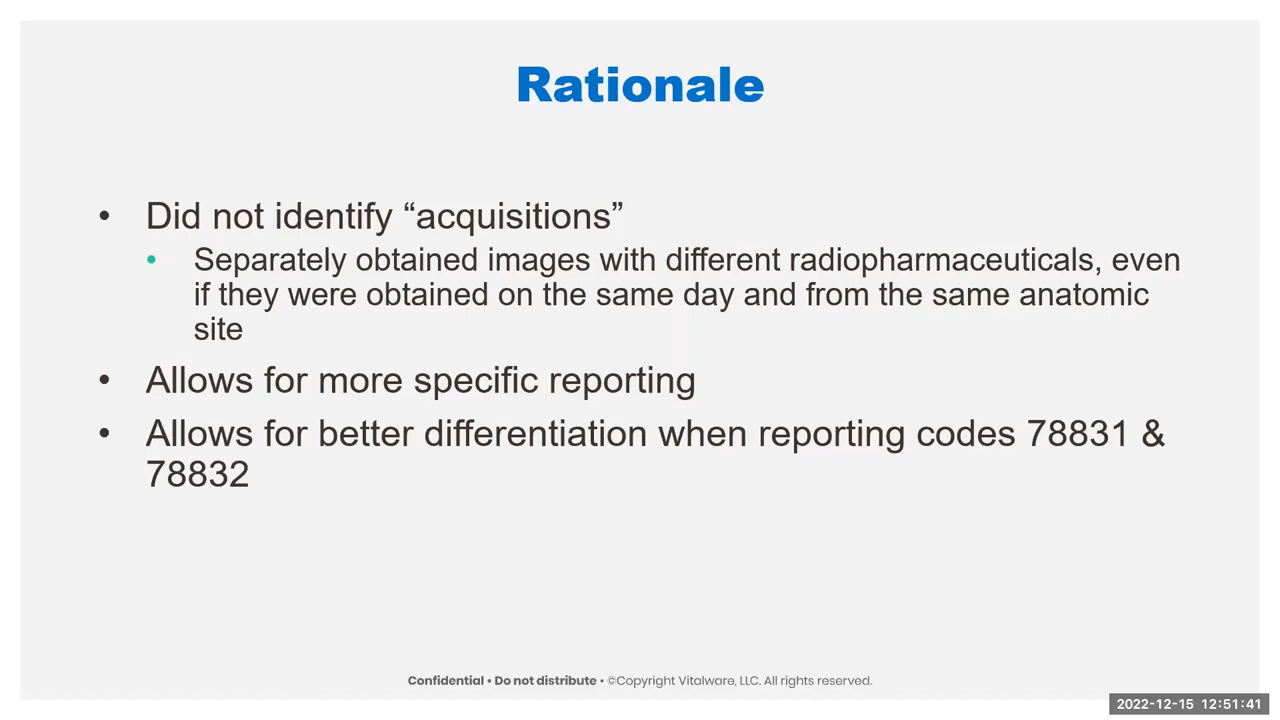 Rationale
• Did not identify “acquisitions”
• Separately obtained images with different radiopharmaceuticals, even
if they were obtained on the same day and from the same anatomic
site
• Allows for more specific reporting
• Allows for better differentiation when reporting codes 78831 &
78832
Confidential • Do not distribute • ©Copyright Vitalware, LLC. All rights reserved.
2022-12-15 12:51:41